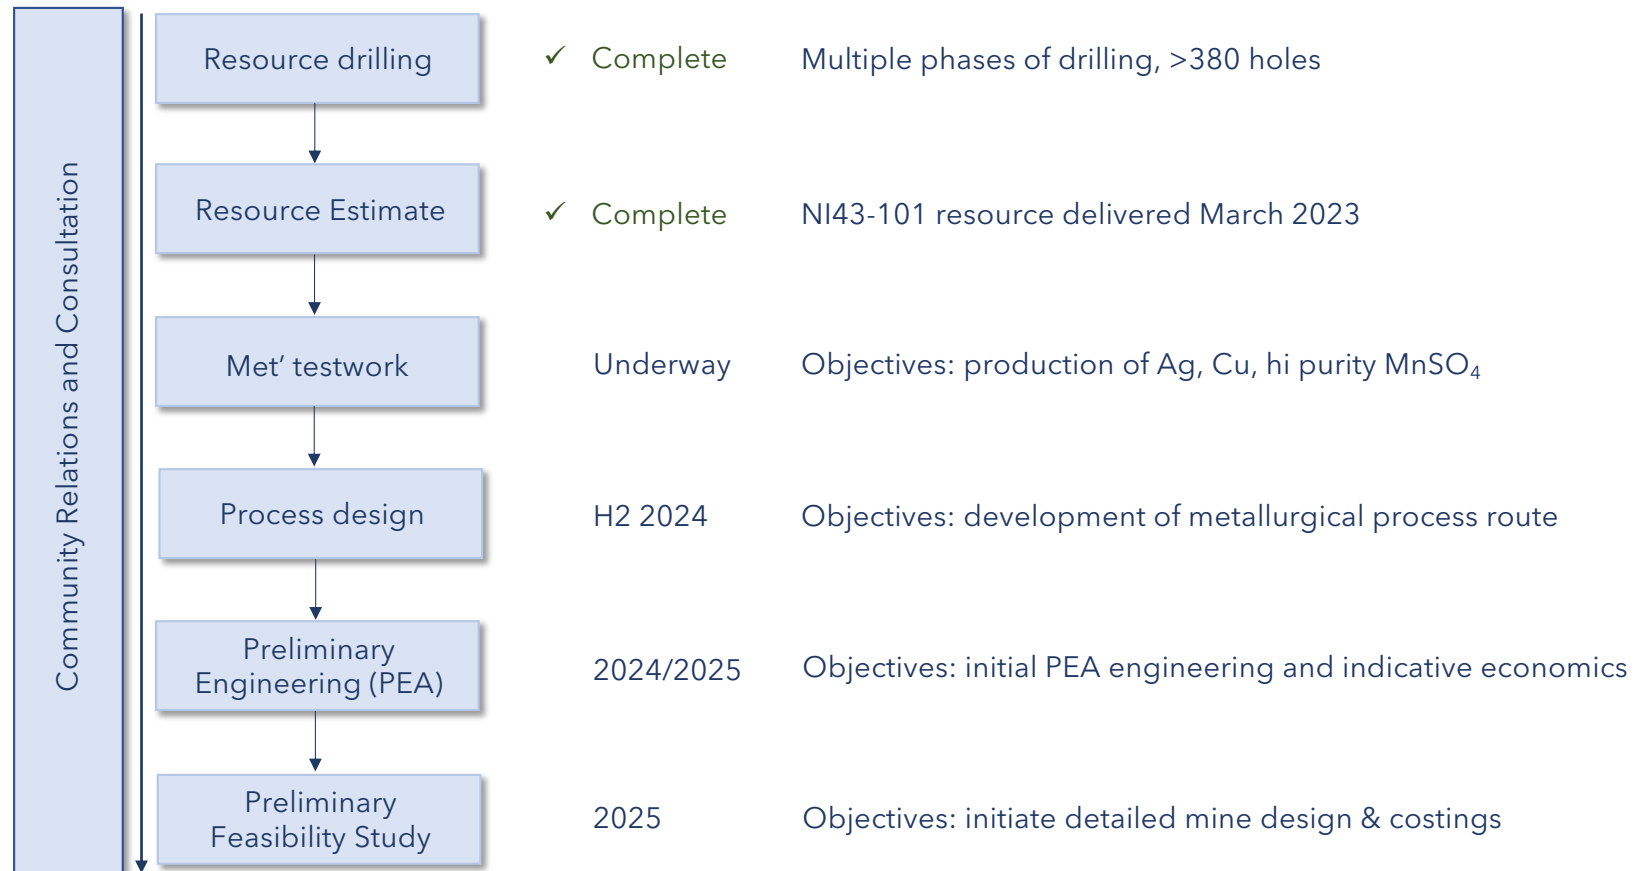 Community Relations and Consultation
Resource drilling
✓ Complete
Multiple phases of drilling, >380 holes
Resource Estimate
✓ Complete
NI43-101 resource delivered March 2023
Met’ testwork
Underway
Objectives: production of Ag, Cu, hi purity MnSO₄
Process design
H2 2024
Objectives: development of metallurgical process route
Preliminary
Engineering (PEA)
2024/2025
Objectives: initial PEA engineering and indicative economics
Preliminary
Feasibility Study
2025
Objectives: initiate detailed mine design & costings